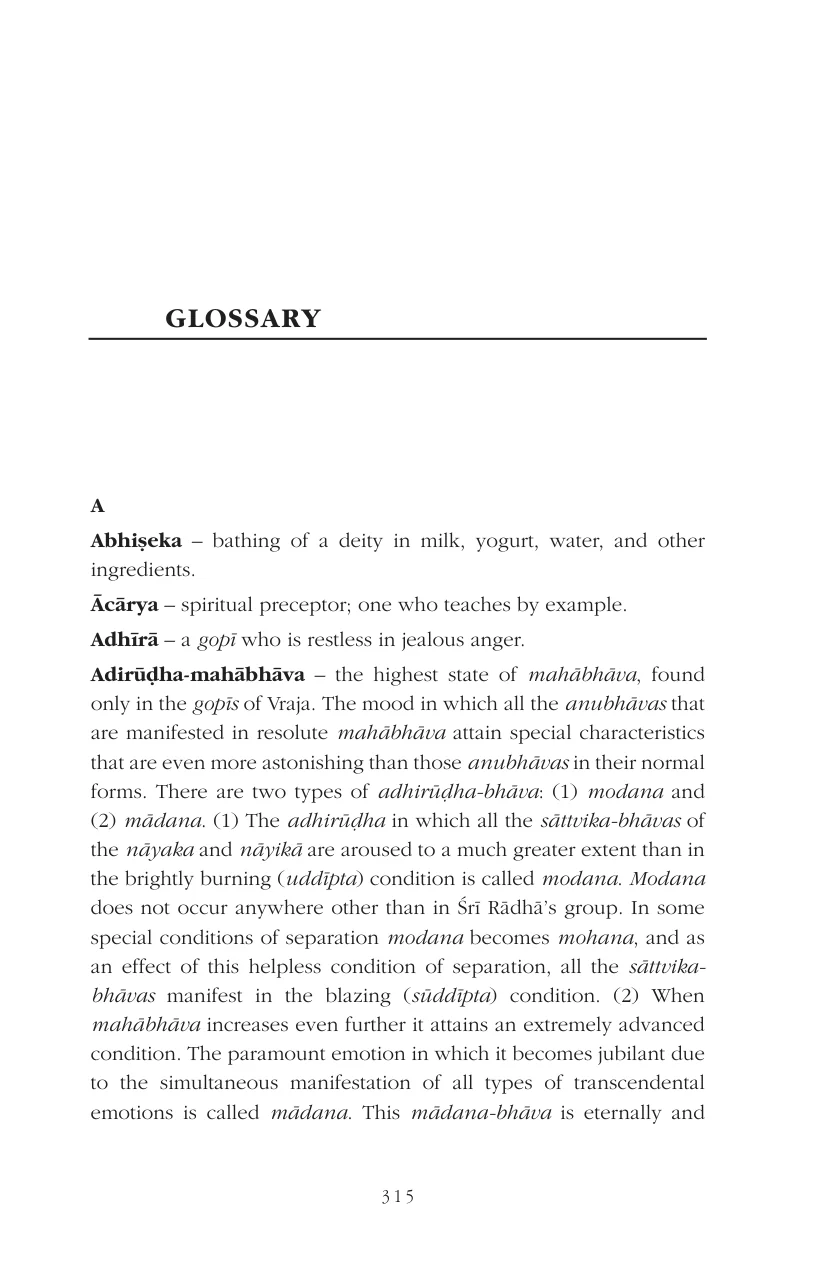 GLOSSARY
A
Abhiṣeka – bathing of a deity in milk, yogurt, water, and other
ingredients.
Ācārya – spiritual preceptor; one who teaches by example.
Adhīrā – a gopī who is restless in jealous anger.
Adirūḍha-mahābhāva – the highest state of mahābhāva, found
only in the gopīs of Vraja. The mood in which all the anubhāvas that
are manifested in resolute mahābhāva attain special characteristics
that are even more astonishing than those anubhāvas in their normal
forms. There are two types of adhirūḍha-bhāva: (1) modana and
(2) mādana. (1) The adhirūḍha in which all the sāttvika-bhāvas of
the nāyaka and nāyikā are aroused to a much greater extent than in
the brightly burning (uddīpta) condition is called modana. Modana
does not occur anywhere other than in Śrī Rādhā’s group. In some
special conditions of separation modana becomes mohana, and as
an effect of this helpless condition of separation, all the sāttvika-
bhāvas manifest in the blazing (sūddīpta) condition. (2) When
mahābhāva increases even further it attains an extremely advanced
condition. The paramount emotion in which it becomes jubilant due
to the simultaneous manifestation of all types of transcendental
emotions is called mādana. This mādana-bhāva is eternally and
315